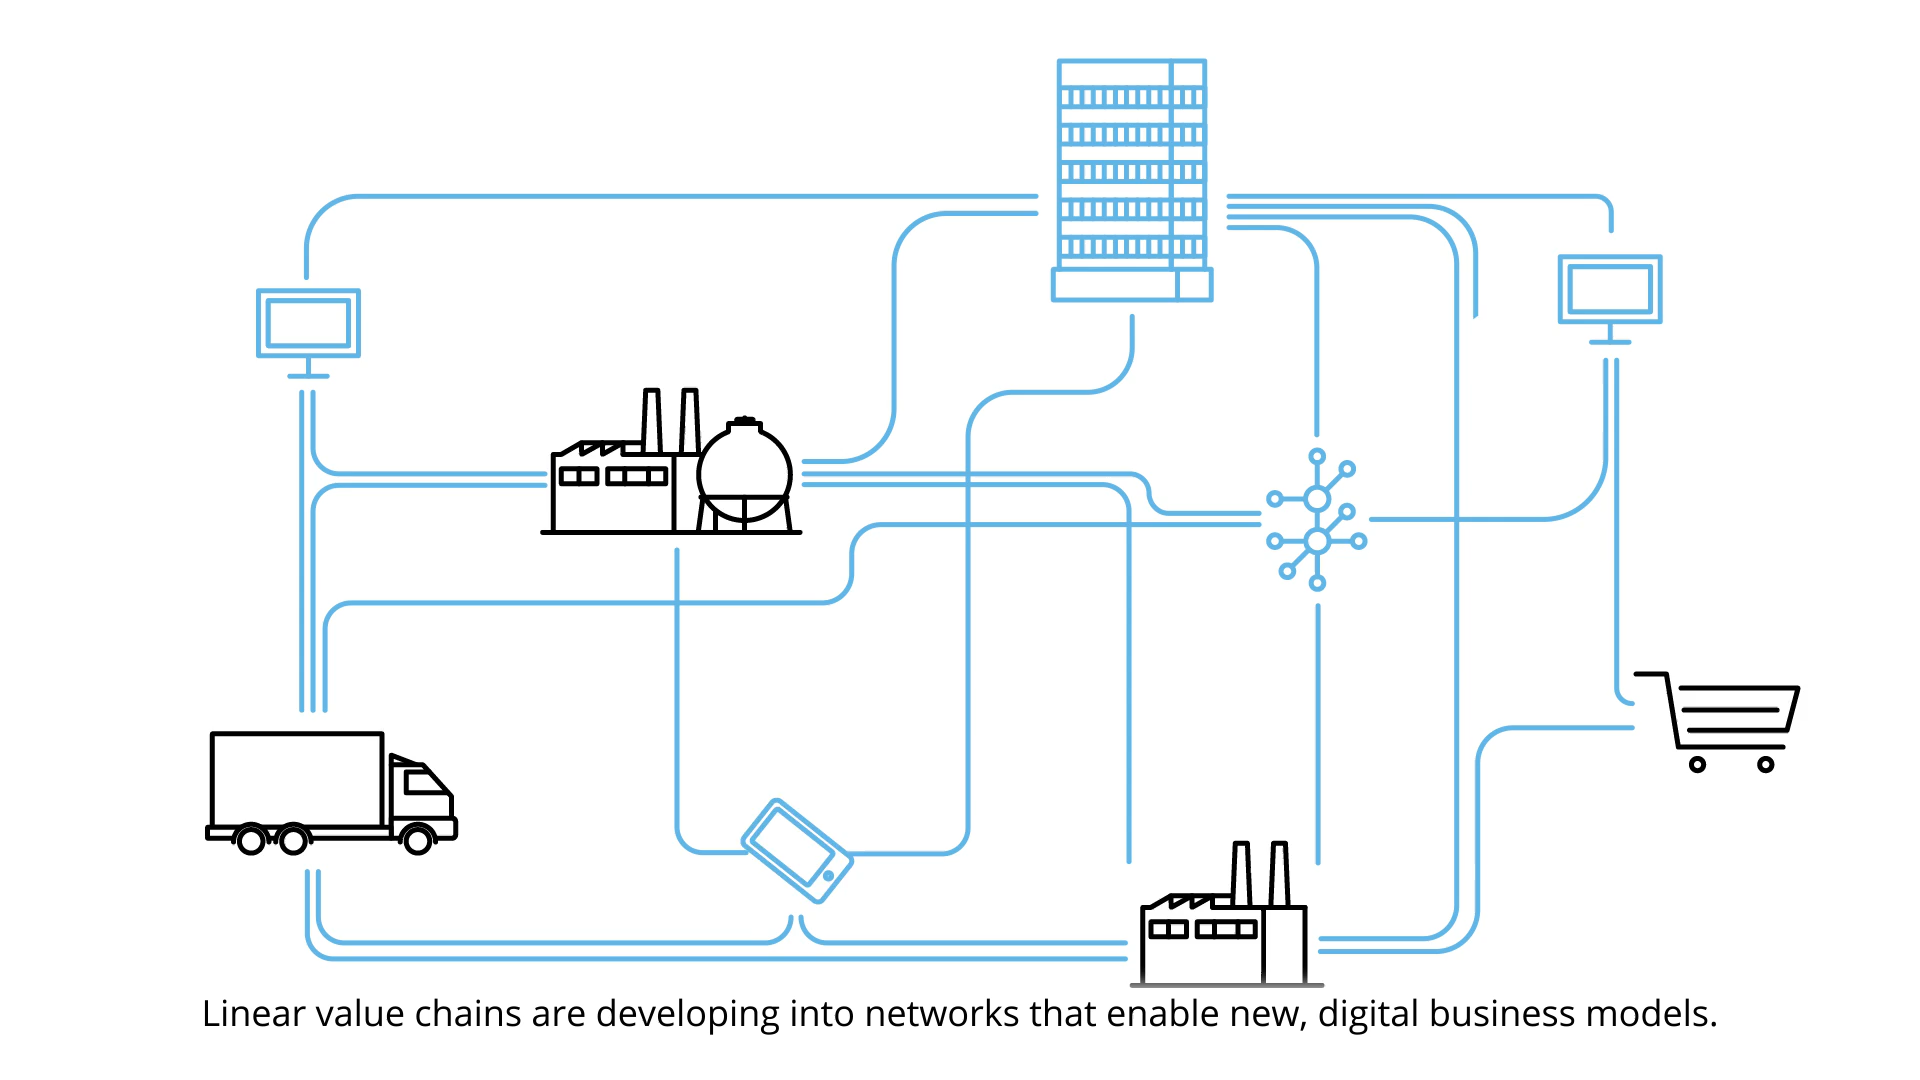 Linear value chains are developing into networks that enable new, digital business models.